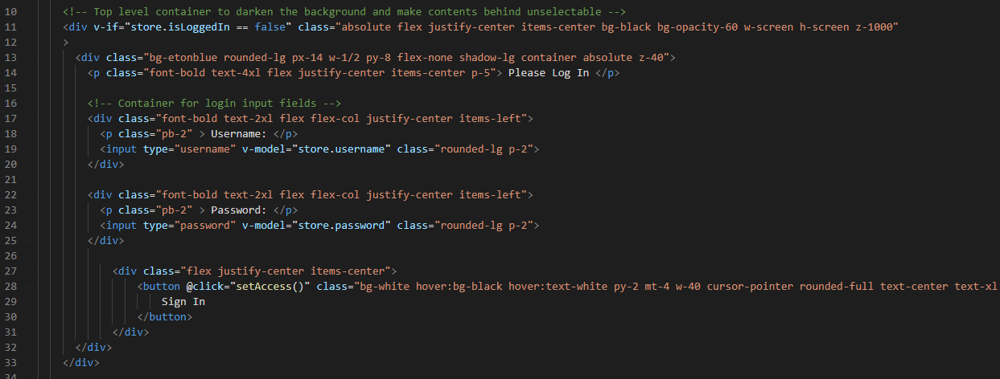 10 <!-- Top level container to darken the background and make contents behind unselectable -->
11 <div v-if="store.isLoggedIn == false" class="absolute flex justify-center items-center bg-black bg-opacity-60 w-screen h-screen z-1000"
12 >
13 <div class="bg-etonblue rounded-lg px-14 w-1/2 py-8 flex-none shadow-lg container absolute z-40">
14 <p class="font-bold text-4xl flex justify-center items-center p-5"> Please Log In </p>
15
16 <!-- Container for login input fields -->
17 <div class="font-bold text-2xl flex flex-col justify-center items-left">
18 <p class="pb-2" > Username: </p>
19 <input type="username" v-model="store.username" class="rounded-lg p-2">
20 </div>
21
22 <div class="font-bold text-2xl flex flex-col justify-center items-left">
23 <p class="pb-2" > Password: </p>
24 <input type="password" v-model="store.password" class="rounded-lg p-2">
25 </div>
26
27 <div class="flex justify-center items-center">
28 <button @click="setAccess()" class="bg-white hover:bg-black hover:text-white py-2 mt-4 w-40 cursor-pointer rounded-full text-center text-xl
29 Sign In
30 </button>
31 </div>
32 </div>
33 </div>
34